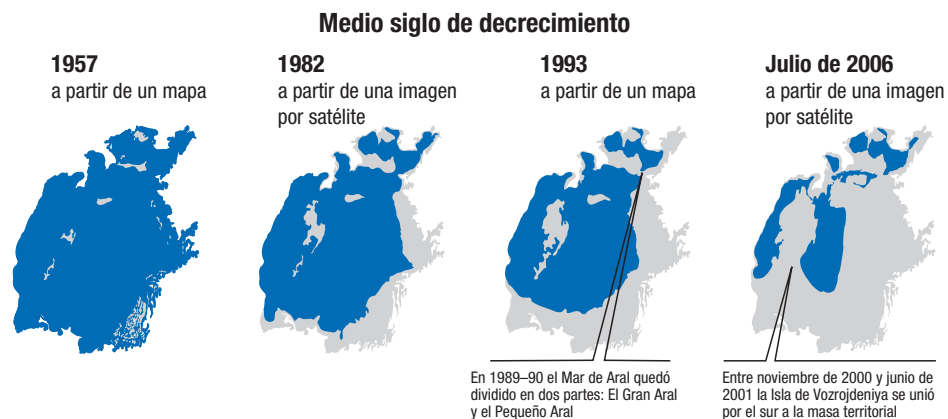 Medio siglo de decrecimiento
1957
a partir de un mapa
1982
a partir de una imagen
por satélite
1993
a partir de un mapa
Julio de 2006
a partir de una imagen
por satélite
En 1989–90 el Mar de Aral quedó
dividido en dos partes: El Gran Aral
y el Pequeño Aral
Entre noviembre de 2000 y junio de
2001 la Isla de Vozrojdeniya se unió
por el sur a la masa territorial